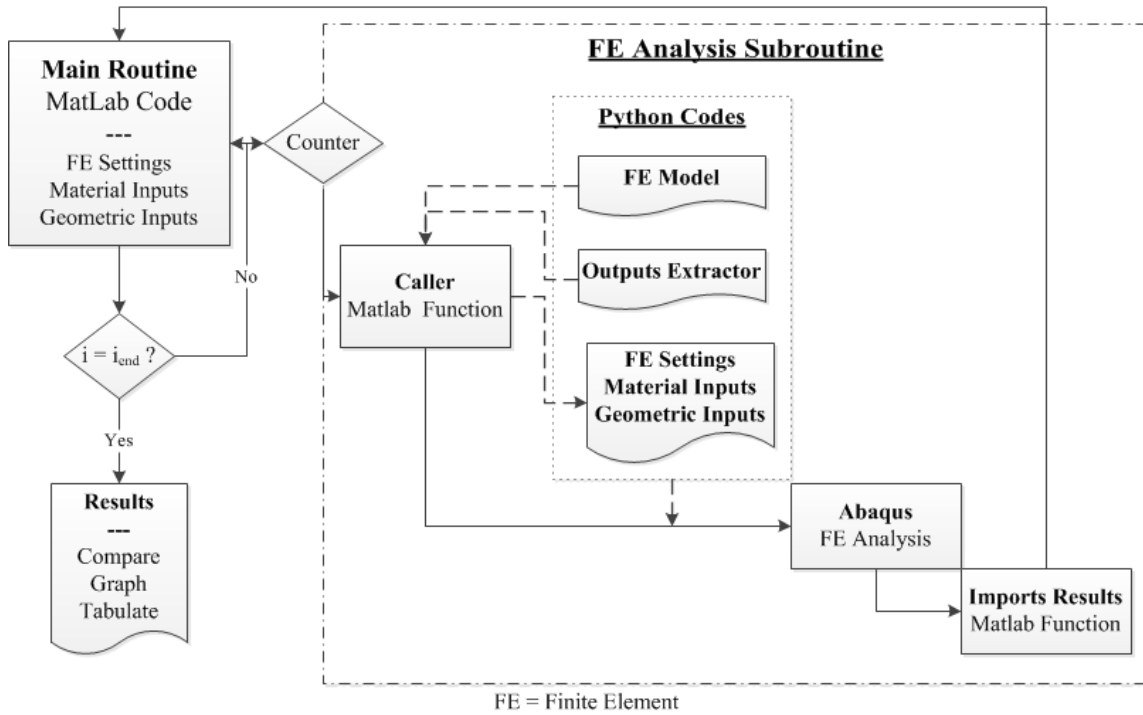 Main Routine
MatLab Code
---
FE Settings
Material Inputs
Geometric Inputs
i = iend ?
No
Yes
Results
---
Compare
Graph
Tabulate
Counter
FE Analysis Subroutine
Python Codes
FE Model
Outputs Extractor
FE Settings
Material Inputs
Geometric Inputs
Caller
Matlab Function
Abaqus
FE Analysis
Imports Results
Matlab Function
FE = Finite Element